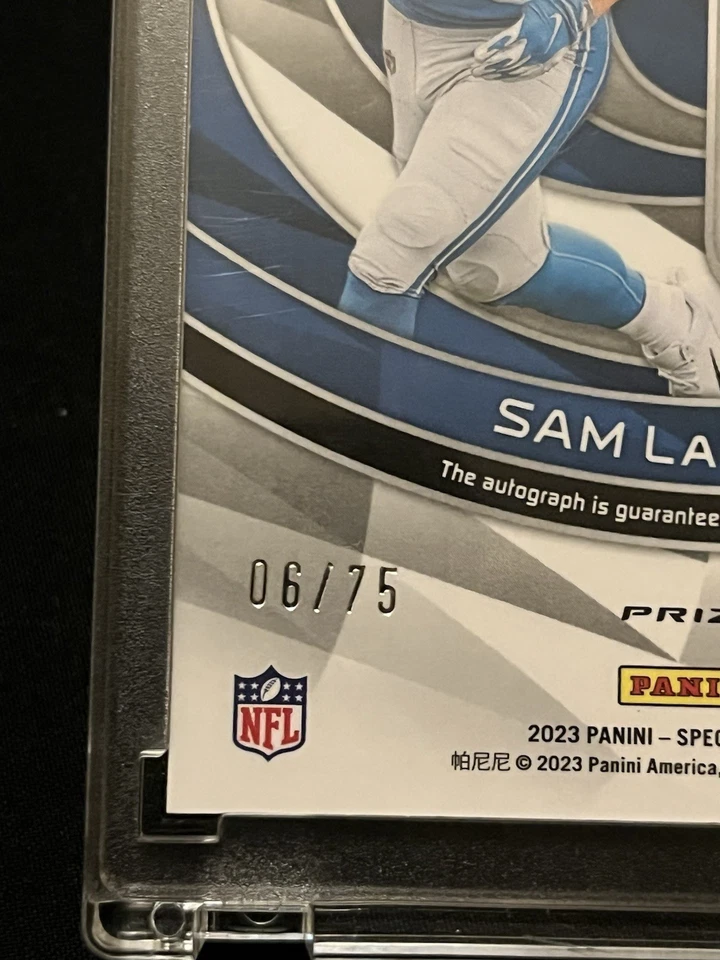 SAM LA
The autograph is guarantee
06/75
PRIZ
NFL
PANI
2023 PANINI – SPEC
帕尼尼 © 2023 Panini America,